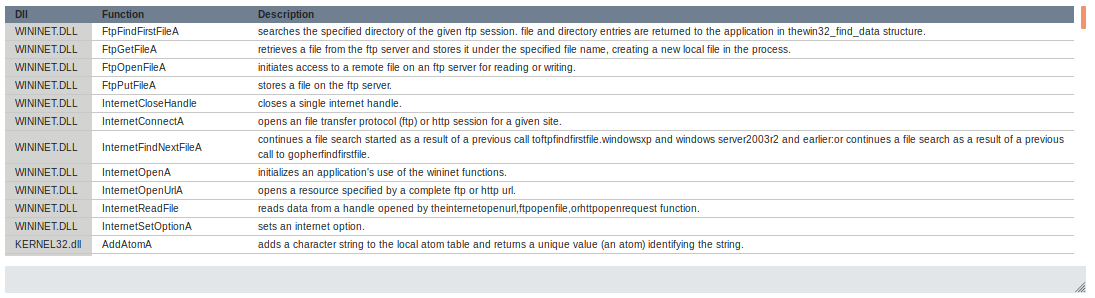 Dll Function Description
WININET.DLL FtpFindFirstFileA searches the specified directory of the given ftp session. file and directory entries are returned to the application in thewin32_find_data structure.
WININET.DLL FtpGetFileA retrieves a file from the ftp server and stores it under the specified file name, creating a new local file in the process.
WININET.DLL FtpOpenFileA initiates access to a remote file on an ftp server for reading or writing.
WININET.DLL FtpPutFileA stores a file on the ftp server.
WININET.DLL InternetCloseHandle closes a single internet handle.
WININET.DLL InternetConnectA opens an file transfer protocol (ftp) or http session for a given site.
WININET.DLL InternetFindNextFileA continues a file search started as a result of a previous call toftpfindfirstfile.windowsxp and windows server2003r2 and earlier:or continues a file search as a result of a previous
call to gopherfindfirstfile.
WININET.DLL InternetOpenA initializes an application's use of the wininet functions.
WININET.DLL InternetOpenUrlA opens a resource specified by a complete ftp or http url.
WININET.DLL InternetReadFile reads data from a handle opened by theinternetopenurl,ftpopenfile,orhttpopenrequest function.
WININET.DLL InternetSetOptionA sets an internet option.
KERNEL32.dll AddAtomA adds a character string to the local atom table and returns a unique value (an atom) identifying the string.